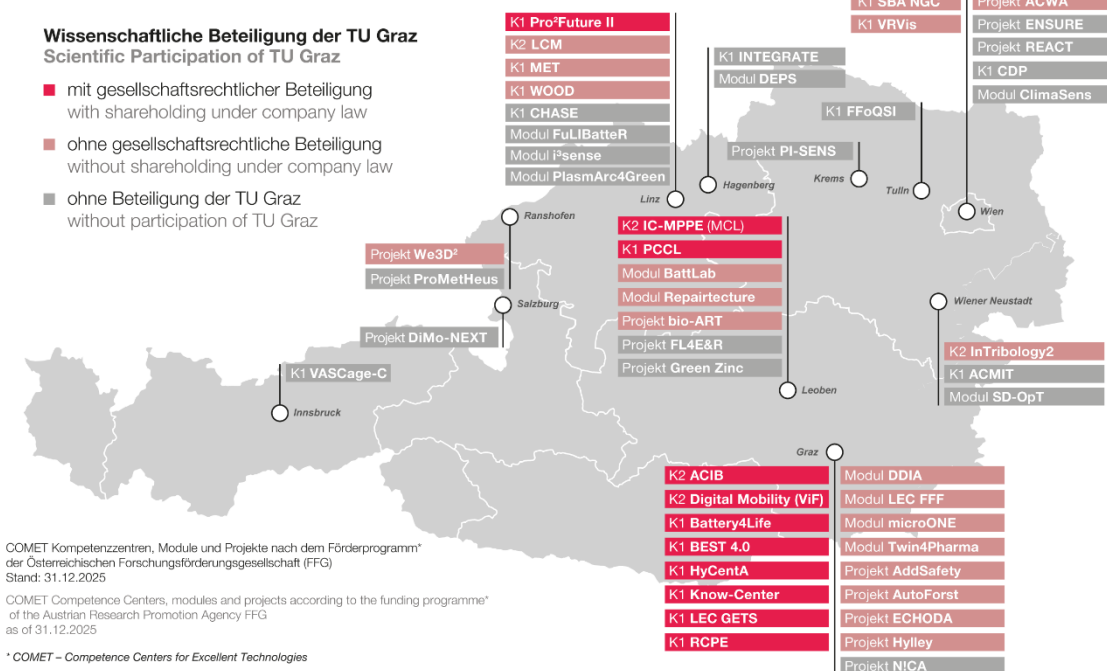 Wissenschaftliche Beteiligung der TU Graz
Scientific Participation of TU Graz
mit gesellschaftsrechtlicher Beteiligung
with shareholding under company law
ohne gesellschaftsrechtliche Beteiligung
without shareholding under company law
ohne Beteiligung der TU Graz
without participation of TU Graz
K1 Pro²Future II
K2 LCM
K1 MET
K1 WOOD
K1 CHASE
Modul FuLIBatteR
Modul i³sense
Modul PlasmArc4Green
Linz
K1 INTEGRATE
Modul DEPS
Hagenberg
Projekt PI-SENS
Krems
K1 FFoQSI
Tulln
K1 SBA NGC
K1 VRVis
Projekt ACWA
Projekt ENSURE
Projekt REACT
K1 CDP
Modul ClimaSens
Wien
Ranshofen
Projekt We3D²
Projekt ProMetHeus
Salzburg
Projekt DiMo-NEXT
K1 VASCage-C
Innsbruck
K2 IC-MPPE (MCL)
K1 PCCL
Modul BattLab
Modul Repairtecture
Projekt bio-ART
Projekt FL4E&R
Projekt Green Zinc
Leoben
Wiener Neustadt
K2 InTribology2
K1 ACMIT
Modul SD-OpT
Graz
K2 ACIB
K2 Digital Mobility (ViF)
K1 Battery4Life
K1 BEST 4.0
K1 HyCentA
K1 Know-Center
K1 LEC GETS
K1 RCPE
Modul DDIA
Modul LEC FFF
Modul microONE
Modul Twin4Pharma
Projekt AddSafety
Projekt AutoForst
Projekt ECHODA
Projekt Hylley
Projekt N!CA
COMET Kompetenzzentren, Module und Projekte nach dem Förderprogramm*
der Österreichischen Forschungsförderungsgesellschaft (FFG)
Stand: 31.12.2025
COMET Competence Centers, modules and projects according to the funding programme*
of the Austrian Research Promotion Agency FFG
as of 31.12.2025
* COMET – Competence Centers for Excellent Technologies